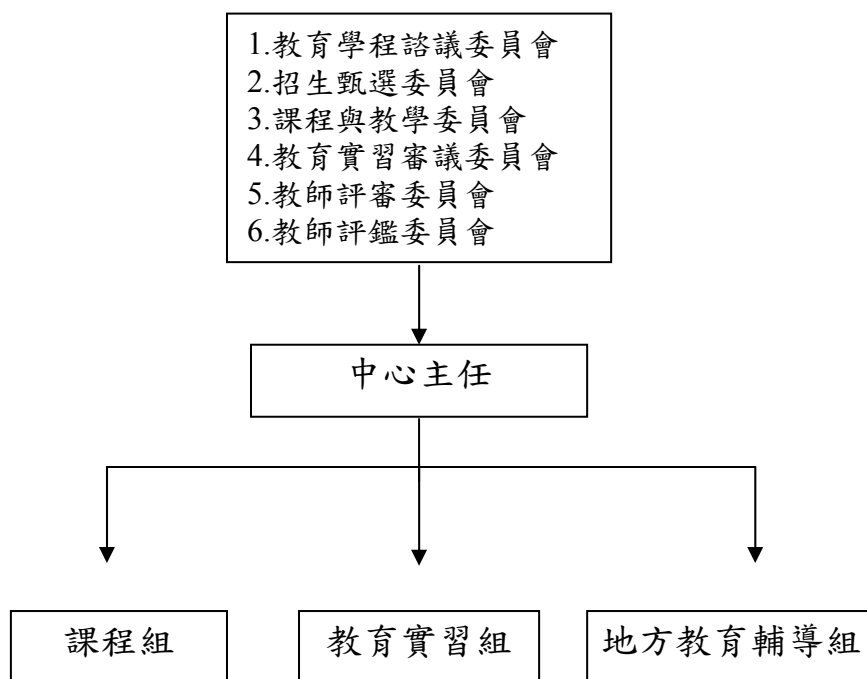 1.教育學程諮議委員會
2.招生甄選委員會
3.課程與教學委員會
4.教育實習審議委員會
5.教師評審委員會
6.教師評鑑委員會
中心主任
課程組
教育實習組
地方教育輔導組